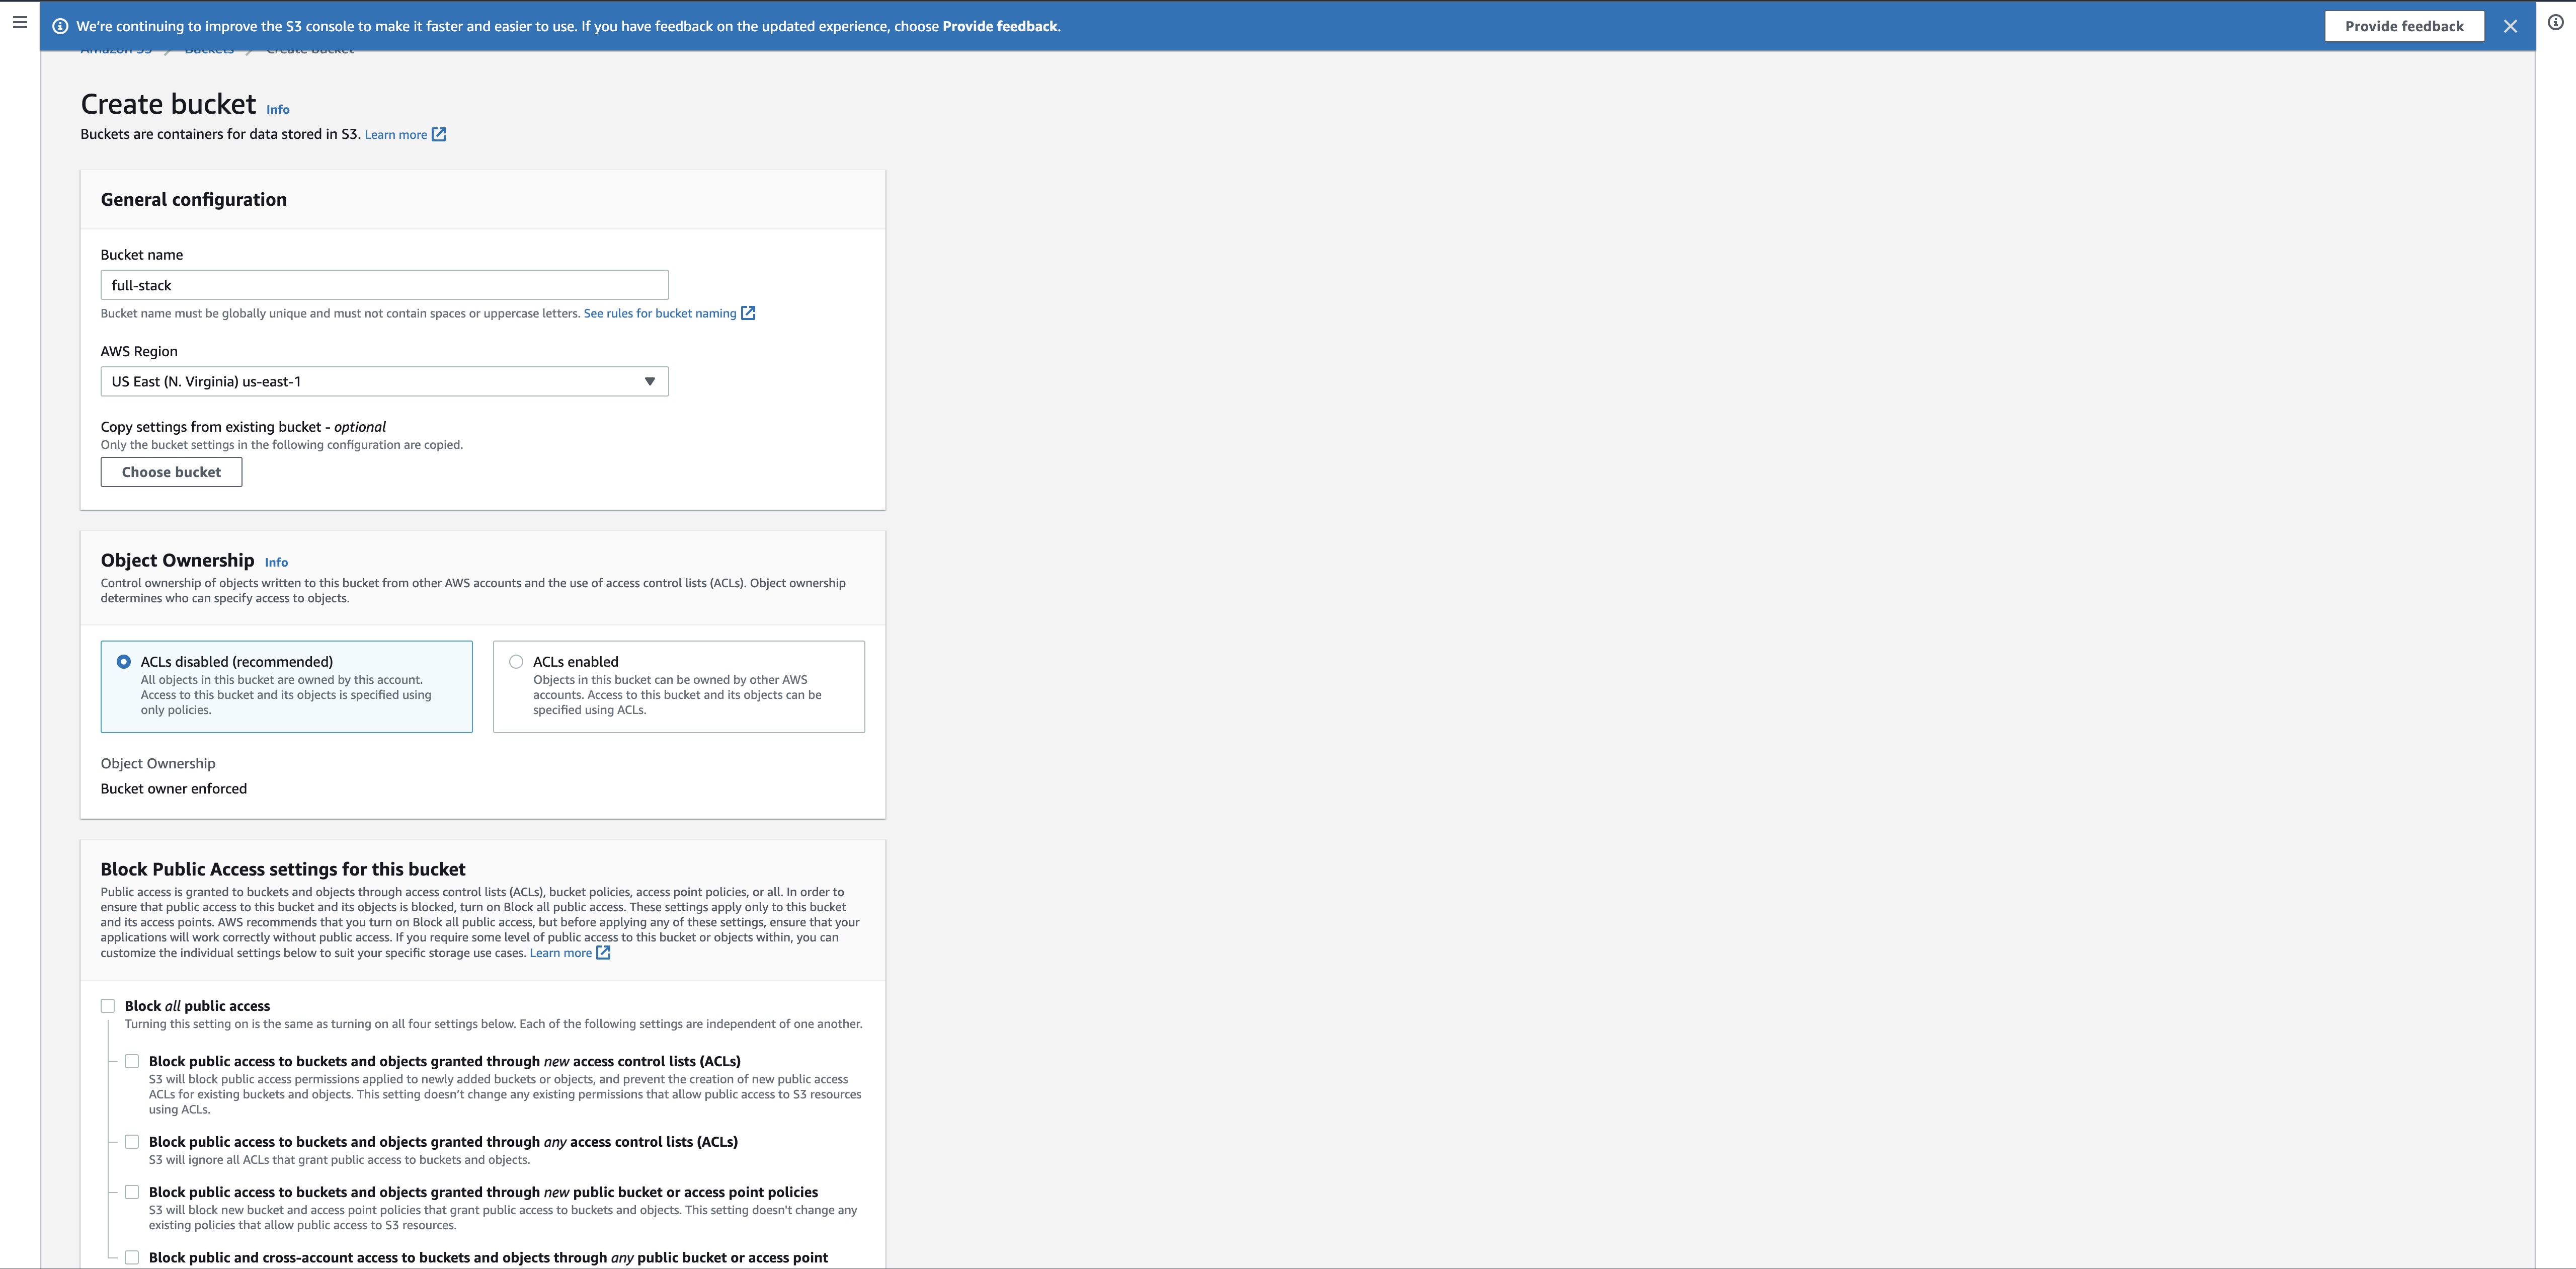 We're continuing to improve the S3 console to make it faster and easier to use. If you have feedback on the updated experience, choose Provide feedback.
Provide feedback
Amazon S3 Buckets Create bucket
Create bucket Info
Buckets are containers for data stored in S3. Learn more
General configuration
Bucket name
full-stack
Bucket name must be globally unique and must not contain spaces or uppercase letters. See rules for bucket naming
AWS Region
US East (N. Virginia) us-east-1
Copy settings from existing bucket - optional
Only the bucket settings in the following configuration are copied.
Choose bucket
Object Ownership Info
Control ownership of objects written to this bucket from other AWS accounts and the use of access control lists (ACLs). Object ownership
determines who can specify access to objects.
ACLs disabled (recommended)
All objects in this bucket are owned by this account.
Access to this bucket and its objects is specified using
only policies.
ACLs enabled
Objects in this bucket can be owned by other AWS
accounts. Access to this bucket and its objects can be
specified using ACLs.
Object Ownership
Bucket owner enforced
Block Public Access settings for this bucket
Public access is granted to buckets and objects through access control lists (ACLs), bucket policies, access point policies, or all. In order to
ensure that public access to this bucket and its objects is blocked, turn on Block all public access. These settings apply only to this bucket
and its access points. AWS recommends that you turn on Block all public access, but before applying any of these settings, ensure that your
applications will work correctly without public access. If you require some level of public access to this bucket or objects within, you can
customize the individual settings below to suit your specific storage use cases. Learn more
Block all public access
Turning this setting on is the same as turning on all four settings below. Each of the following settings are independent of one another.
Block public access to buckets and objects granted through new access control lists (ACLs)
S3 will block public access permissions applied to newly added buckets or objects, and prevent the creation of new public access
ACLs for existing buckets and objects. This setting doesn't change any existing permissions that allow public access to S3 resources
using ACLs.
Block public access to buckets and objects granted through any access control lists (ACLs)
S3 will ignore all ACLs that grant public access to buckets and objects.
Block public access to buckets and objects granted through new public bucket or access point policies
S3 will block new bucket and access point policies that grant public access to buckets and objects. This setting doesn't change any
existing policies that allow public access to S3 resources.
Block public and cross-account access to buckets and objects through any public bucket or access point